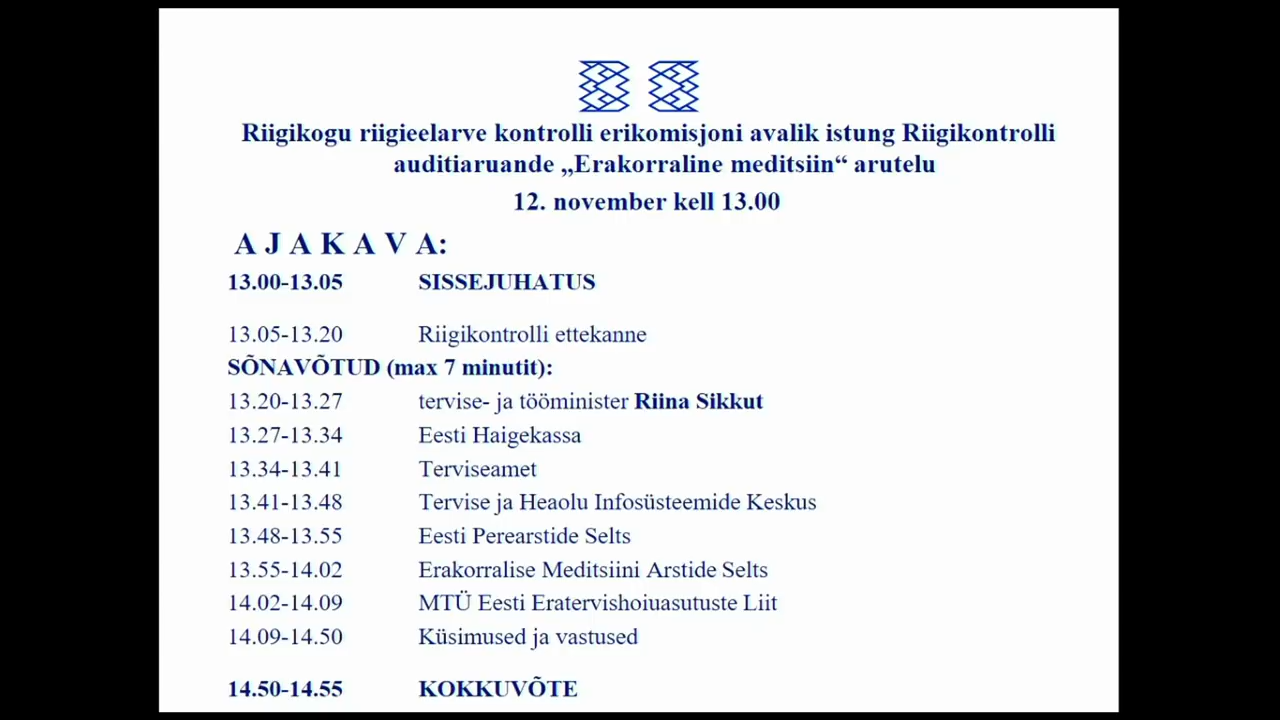 Riigikogu riigieelarve kontrolli erikomisjoni avalik istung Riigikontrolli
auditiaruande „Erakorraline meditsiin“ arutelu
12. november kell 13.00
A J A K A V A:
13.00-13.05 SISSEJUHATUS
13.05-13.20 Riigikontrolli ettekanne
SÕNAVÕTUD (max 7 minutit):
13.20-13.27 tervise- ja tööminister Riina Sikkut
13.27-13.34 Eesti Haigekassa
13.34-13.41 Terviseamet
13.41-13.48 Tervise ja Heaolu Infosüsteemide Keskus
13.48-13.55 Eesti Perearstide Selts
13.55-14.02 Erakorralise Meditsiini Arstide Selts
14.02-14.09 MTÜ Eesti Eratervishoiuasutuste Liit
14.09-14.50 Küsimused ja vastused
14.50-14.55 KOKKUVÕTE